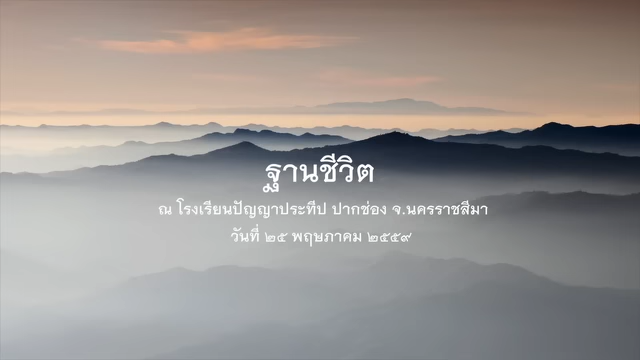 ฐานชีวิต
ณ โรงเรียนปัญญาประทีป ปากช่อง จ.นครราชสีมา
วันที่ ๒๕ พฤษภาคม ๒๕๕๙